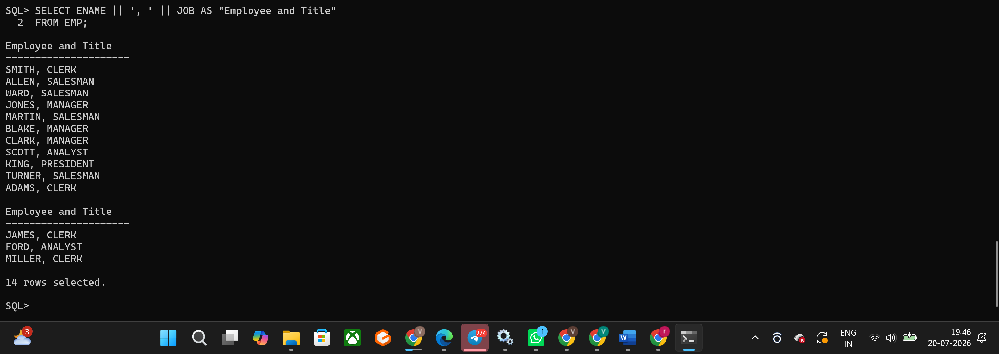 SQL> SELECT ENAME || ', ' || JOB AS "Employee and Title"
  2  FROM EMP;
Employee and Title
---------------------
SMITH, CLERK
ALLEN, SALESMAN
WARD, SALESMAN
JONES, MANAGER
MARTIN, SALESMAN
BLAKE, MANAGER
CLARK, MANAGER
SCOTT, ANALYST
KING, PRESIDENT
TURNER, SALESMAN
ADAMS, CLERK
Employee and Title
---------------------
JAMES, CLERK
FORD, ANALYST
MILLER, CLERK
14 rows selected.
SQL>
3
V
274
1
V
V
W
r
ENG
IN
19:46
20-07-2026